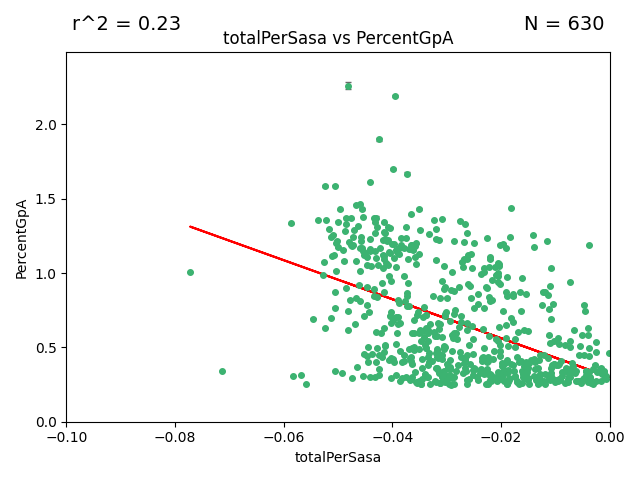 r^2 = 0.23
N = 630
totalPerSasa vs PercentGpA
PercentGpA
2.0
1.5
1.0
0.5
0.0
−0.10
−0.08
−0.06
−0.04
−0.02
0.00
totalPerSasa